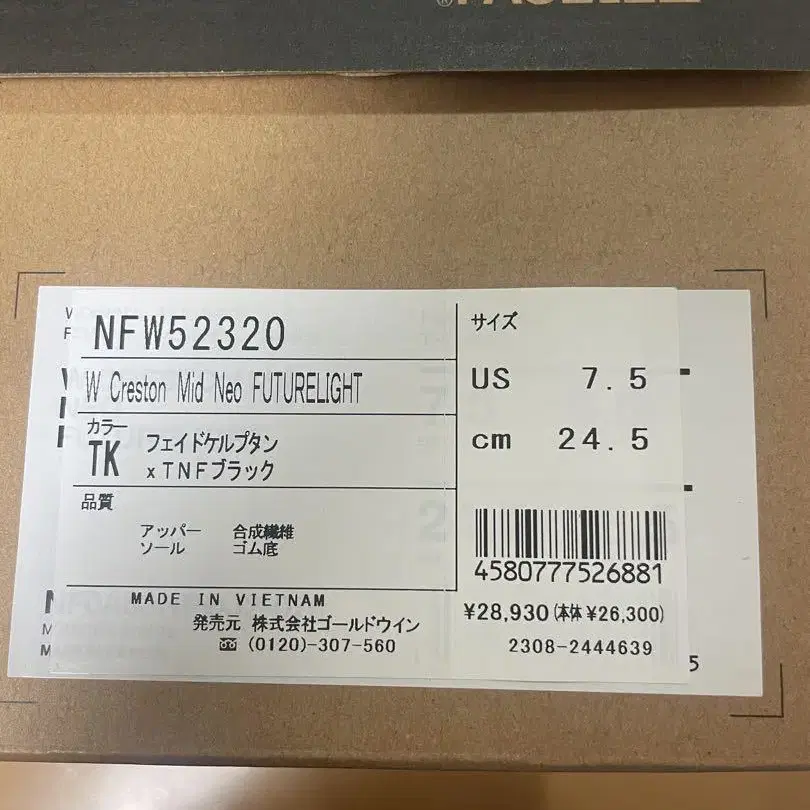 NFW52320
W Creston Mid Neo FUTURELIGHT
カラー
TK フェイドケルプタン
xTNFブラック
品質
アッパー 合成繊維
ソール ゴム底
MADE IN VIETNAM
発売元 株式会社ゴールドウイン
(0120)-307-560
サイズ
US 7.5
cm 24.5
4580777526881
¥28,930(本体¥26,300)
2308-2444639